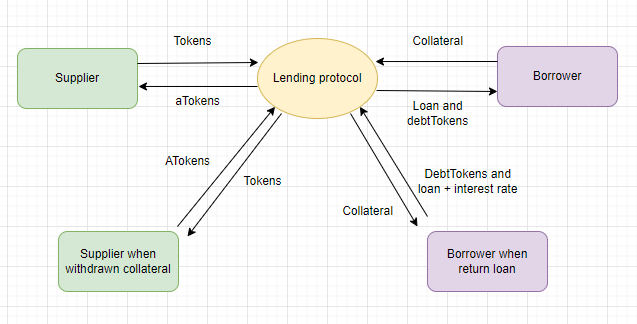 Tokens
Collateral
Supplier
Lending protocol
Borrower
aTokens
Loan and
debtTokens
ATokens
Tokens
DebtTokens and
loan + interest rate
Collateral
Supplier when
withdrawn collateral
Borrower when
return loan